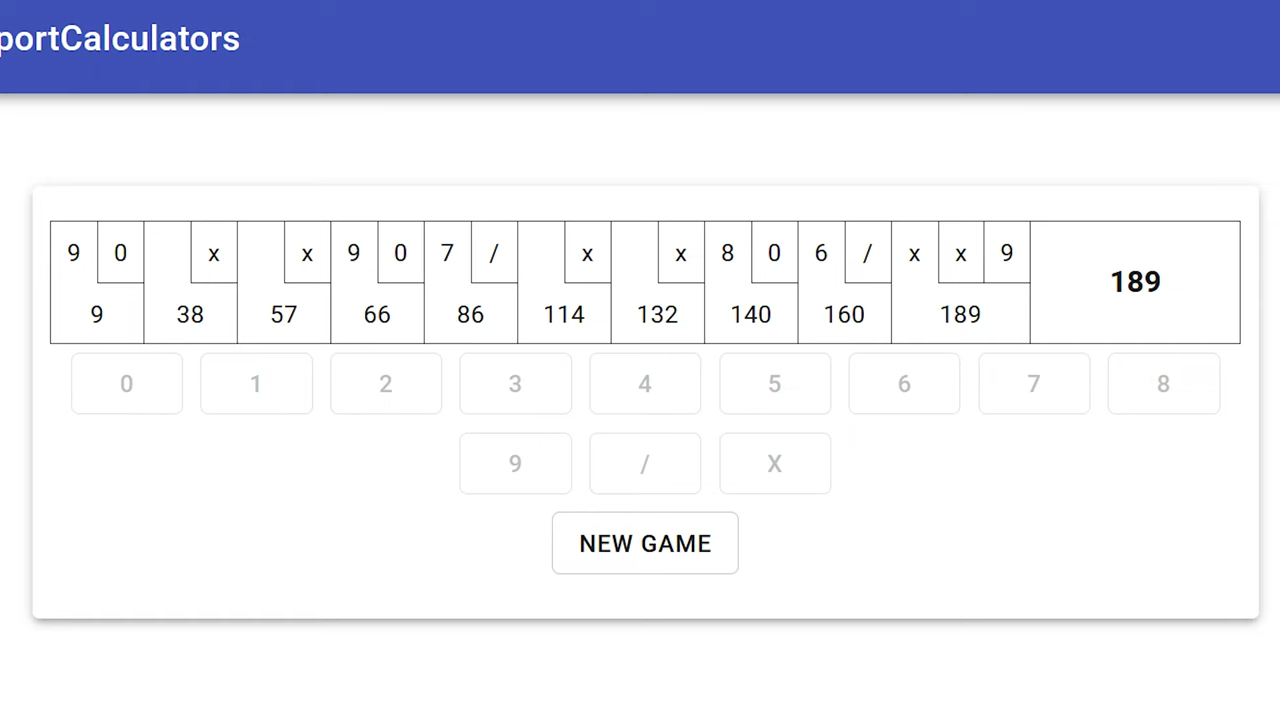 portCalculators
9 0 x x 9 0 7 / x x 8 0 6 / x x 9
189
9 38 57 66 86 114 132 140 160 189
0 1 2 3 4 5 6 7 8
9 / X
NEW GAME